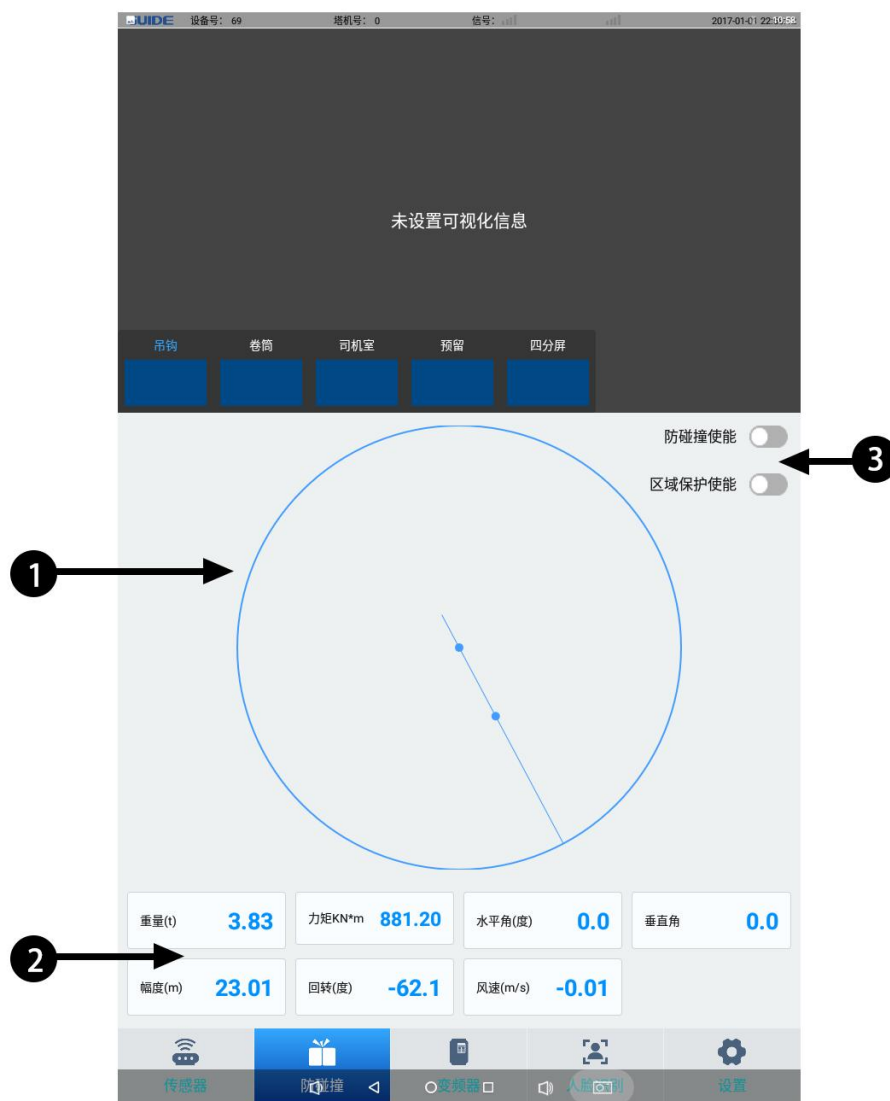 GUIDE 设备号: 69 塔机号: 0 信号:
未设置可视化信息
吊钩 卷筒 司机室 预留 四分屏
防碰撞使能
3
区域保护使能
1
重量(t) 3.83 力矩KN*m 881.20 水平角(度) 0.0 垂直角 0.0
2
幅度(m) 23.01 回转(度) -62.1 风速(m/s) -0.01
传感器 防碰撞 变频器 设置